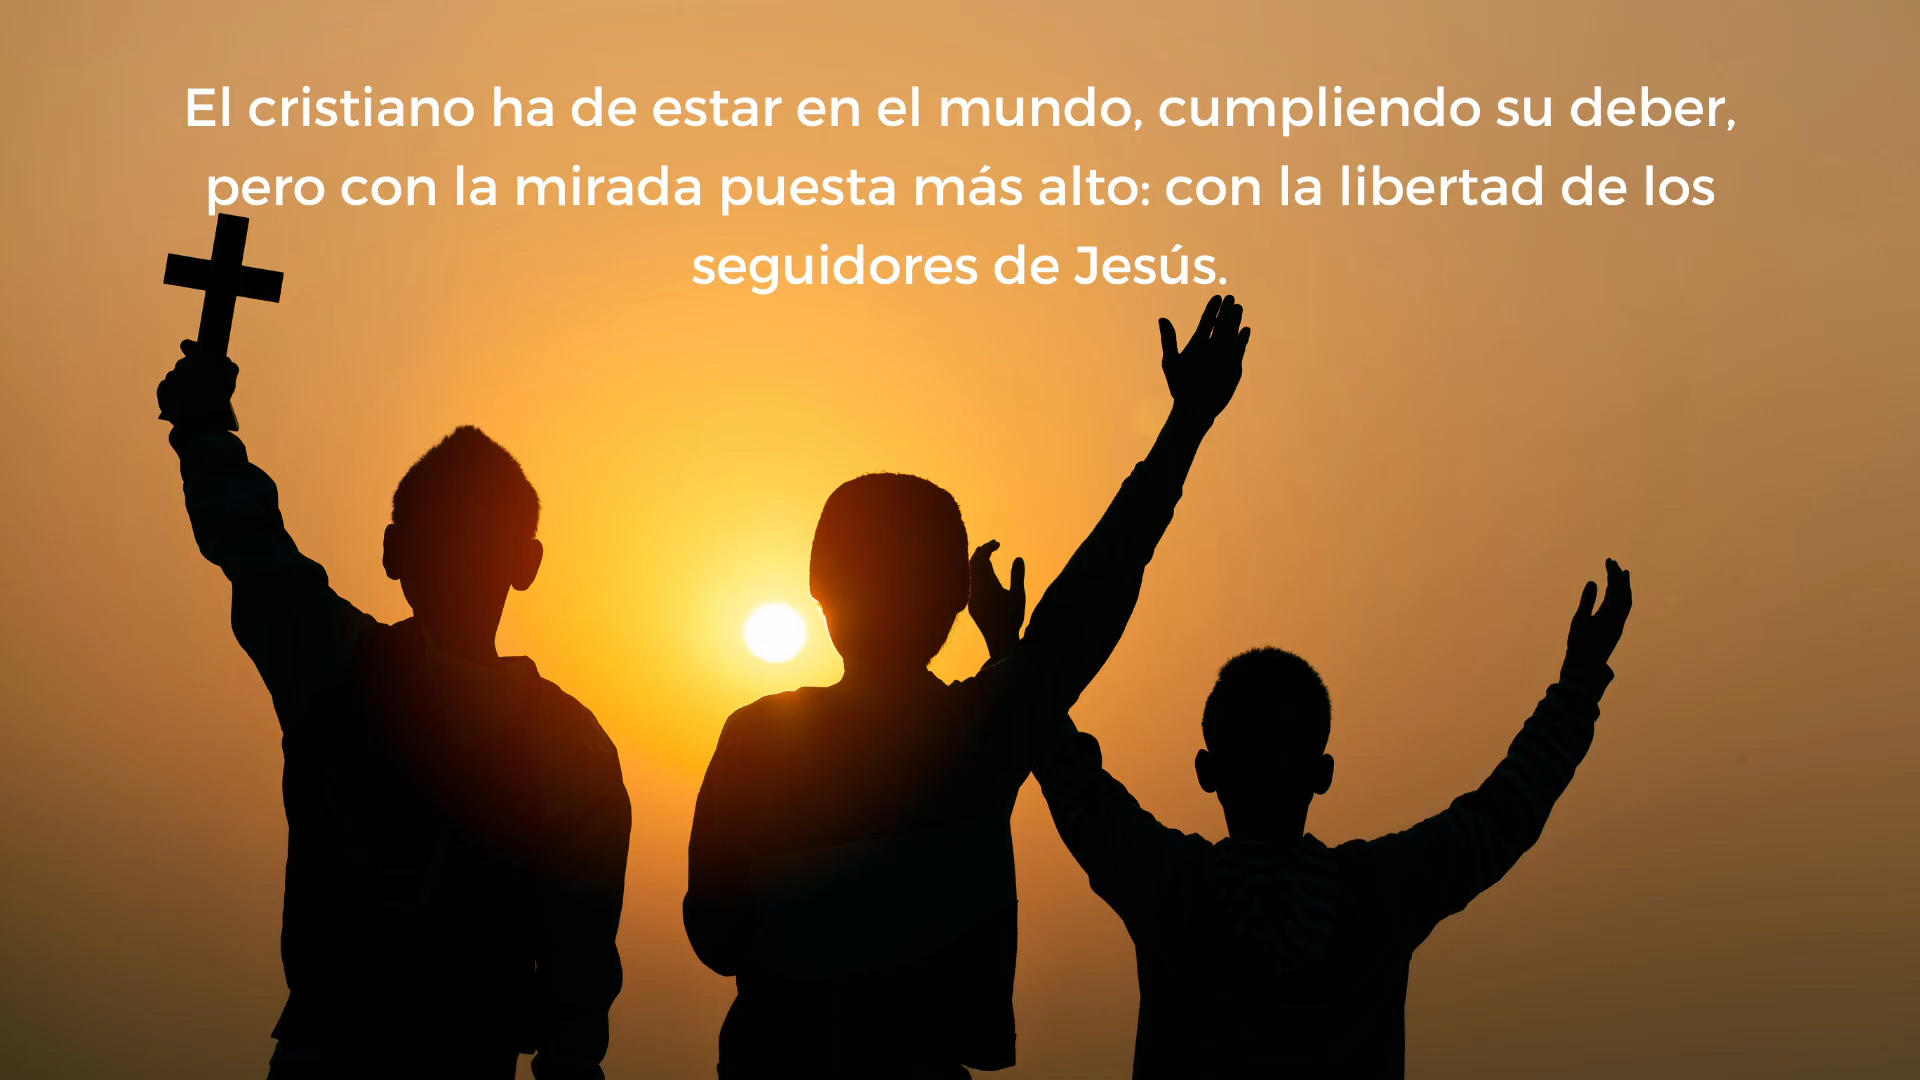 El cristiano ha de estar en el mundo, cumpliendo su deber,
pero con la mirada puesta más alto: con la libertad de los
seguidores de Jesús.